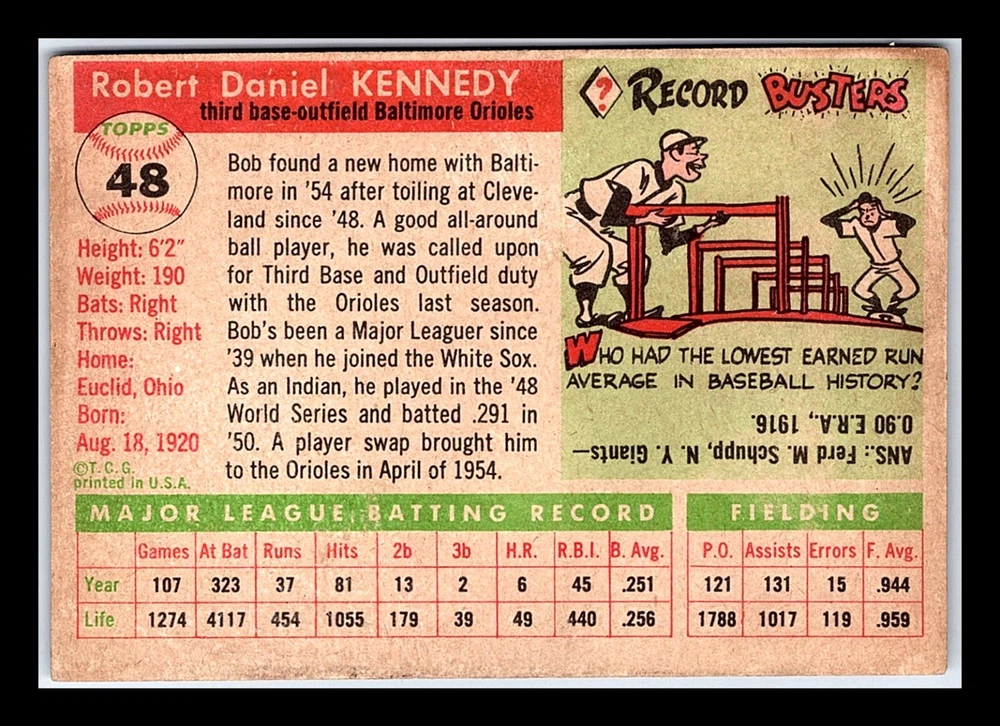 Robert Daniel KENNEDY
third base-outfield Baltimore Orioles
TOPPS
48
Height: 6'2"
Weight: 190
Bats: Right
Throws: Right
Home:
Euclid, Ohio
Born:
Aug. 18, 1920
©T. C. G.
printed in U.S.A.
Bob found a new home with Balti-
more in '54 after toiling at Cleve-
land since '48. A good all-around
ball player, he was called upon
for Third Base and Outfield duty
with the Orioles last season.
Bob's been a Major Leaguer since
'39 when he joined the White Sox.
As an Indian, he played in the '48
World Series and batted .291 in
'50. A player swap brought him
to the Orioles in April of 1954.
? RECORD BUSTERS
WHO HAD THE LOWEST EARNED RUN
AVERAGE IN BASEBALL HISTORY?
ANS.: Ferd M. Schupp, N. Y. Giants—
0.90 E.R.A., 1916.
MAJOR LEAGUE BATTING RECORD
Games At Bat Runs Hits 2b 3b H.R. R.B.I. B. Avg.
Year 107 323 37 81 13 2 6 45 .251
Life 1274 4117 454 1055 179 39 49 440 .256
FIELDING
P.O. Assists Errors F. Avg.
121 131 15 .944
1788 1017 119 .959